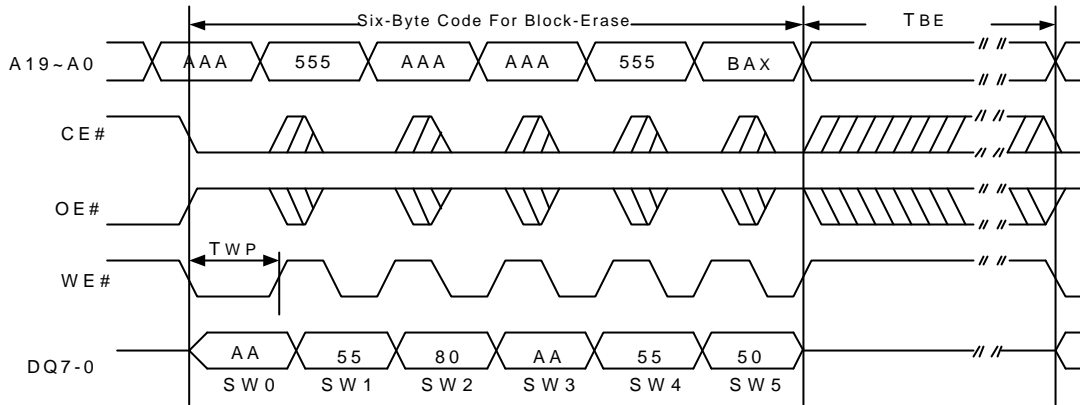 Six-Byte Code For Block-Erase
TBE
A19~A0
AAA 555 AAA AAA 555 BAX
CE#
OE#
TWP
WE#
DQ7-0
AA 55 80 AA 55 50
SW0 SW1 SW2 SW3 SW4 SW5